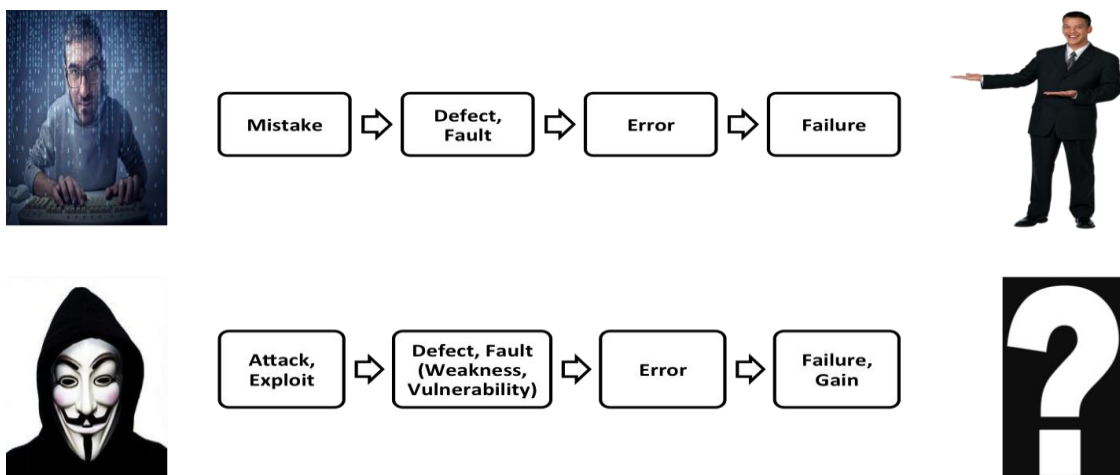 Mistake
Defect,
Fault
Error
Failure
Attack,
Exploit
Defect, Fault
(Weakness,
Vulnerability)
Error
Failure,
Gain
?